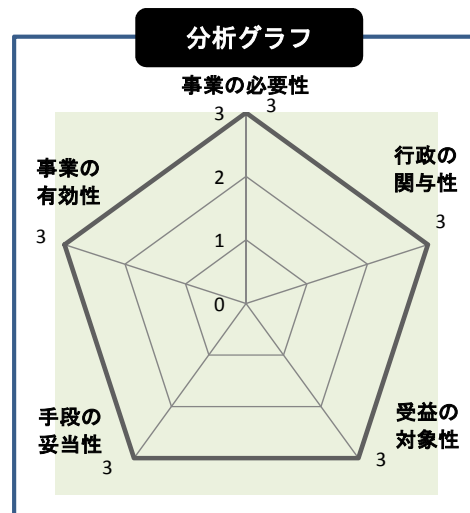 分析グラフ
事業の必要性
3
3
行政の
関与性
3
事業の
有効性
3
2
1
0
手段の
妥当性
3
受益の
対象性
3